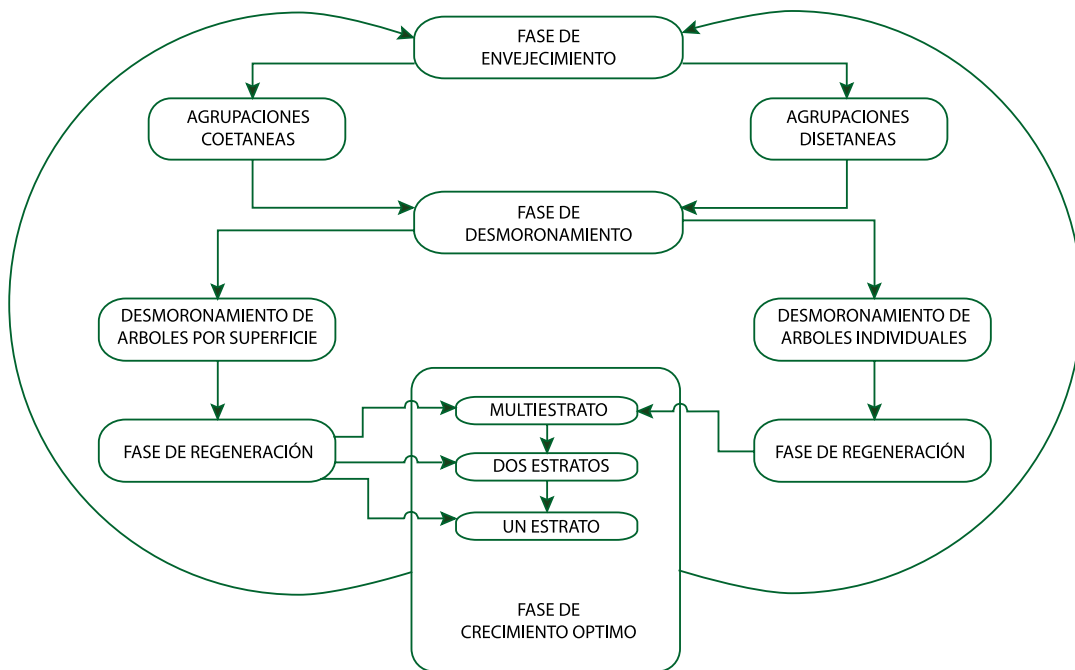 FASE DE
ENVEJECIMIENTO
AGRUPACIONES
COETANEAS
AGRUPACIONES
DISETANEAS
FASE DE
DESMORONAMIENTO
DESMORONAMIENTO DE
ARBOLES POR SUPERFICIE
DESMORONAMIENTO DE
ARBOLES INDIVIDUALES
MULTIESTRATO
FASE DE REGENERACIÓN
DOS ESTRATOS
FASE DE REGENERACIÓN
UN ESTRATO
FASE DE
CRECIMIENTO OPTIMO